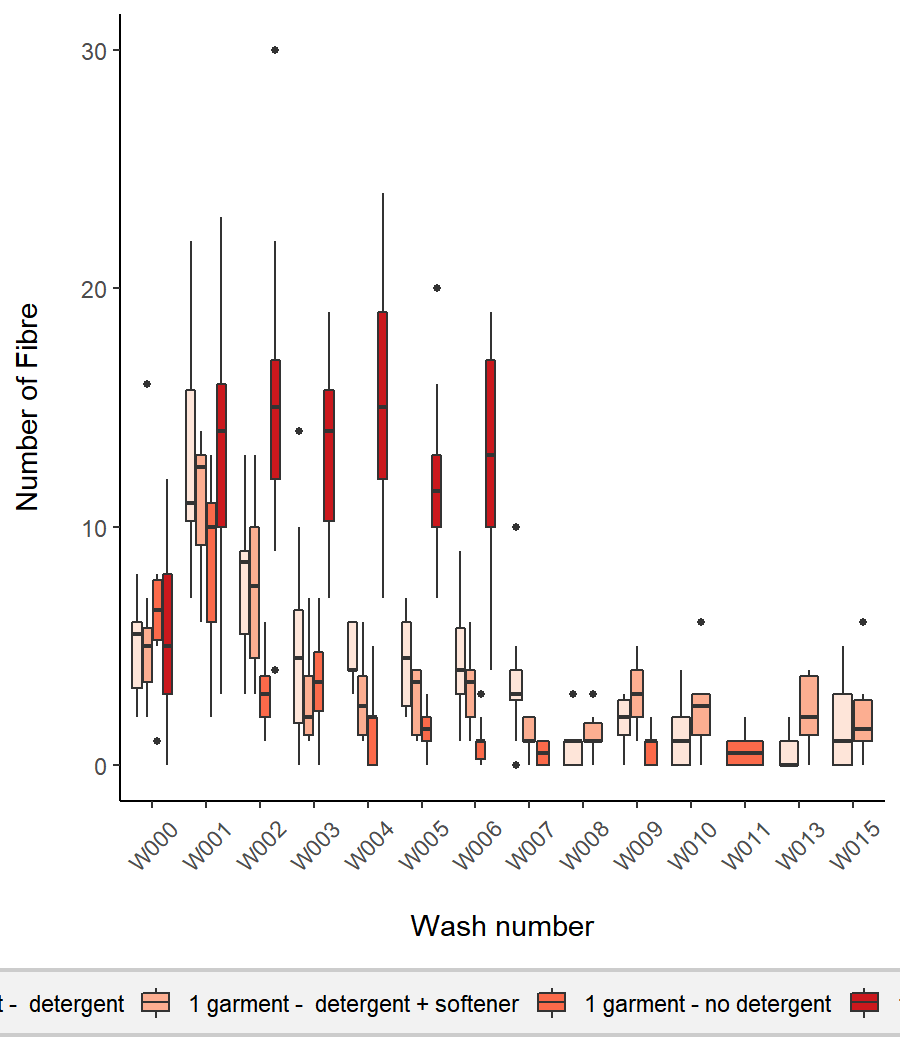 30
20
10
0
Number of Fibre
W000 W001 W002 W003 W004 W005 W006 W007 W008 W009 W010 W011 W013 W015
Wash number
t - detergent 1 garment - detergent + softener 1 garment - no detergent